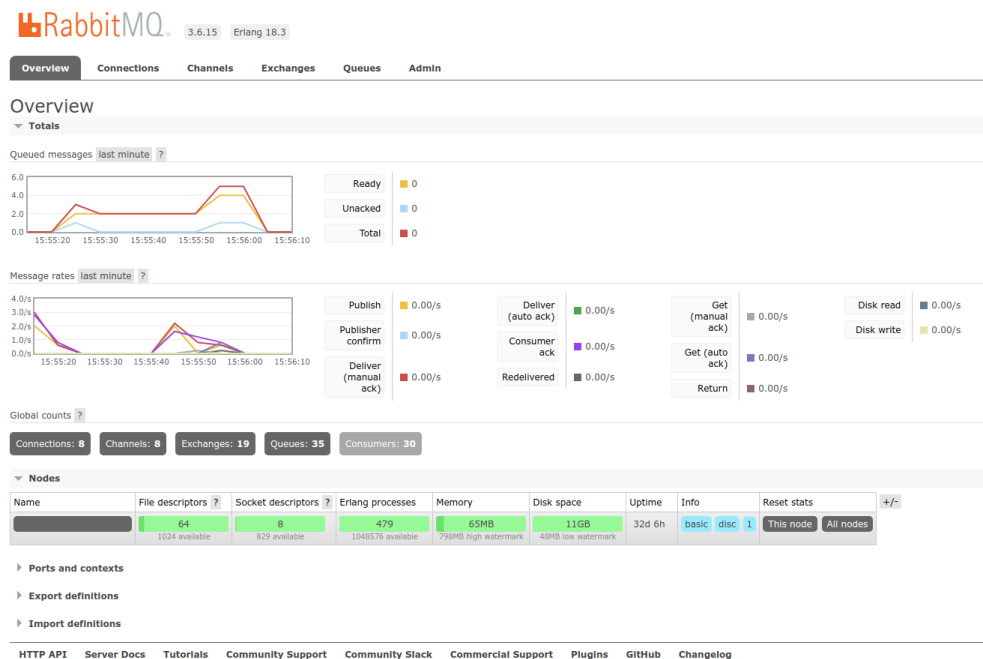 RabbitMQ 3.6.15 Erlang 18.3
Overview Connections Channels Exchanges Queues Admin
Overview
Totals
Queued messages last minute ?
6.0
4.0
2.0
0.0
15:55:20 15:55:30 15:55:40 15:55:50 15:56:00 15:56:10
Ready 0
Unacked 0
Total 0
Message rates last minute ?
4.0/s
3.0/s
2.0/s
1.0/s
0.0/s
15:55:20 15:55:30 15:55:40 15:55:50 15:56:00 15:56:10
Publish 0.00/s
Publisher
confirm 0.00/s
Deliver
(manual 0.00/s
ack)
Deliver
(auto ack) 0.00/s
Consumer
ack 0.00/s
Redelivered 0.00/s
Get
(manual 0.00/s
ack)
Get (auto
ack) 0.00/s
Return 0.00/s
Disk read 0.00/s
Disk write 0.00/s
Global counts ?
Connections: 8 Channels: 8 Exchanges: 19 Queues: 35 Consumers: 30
Nodes
Name File descriptors ? Socket descriptors ? Erlang processes Memory Disk space Uptime Info Reset stats +/-
64 8 479 65MB 11GB 32d 6h basic disc 1 This node All nodes
1024 available 829 available 1048576 available 798MB high watermark 48MB low watermark
Ports and contexts
Export definitions
Import definitions
HTTP API Server Docs Tutorials Community Support Community Slack Commercial Support Plugins GitHub Changelog